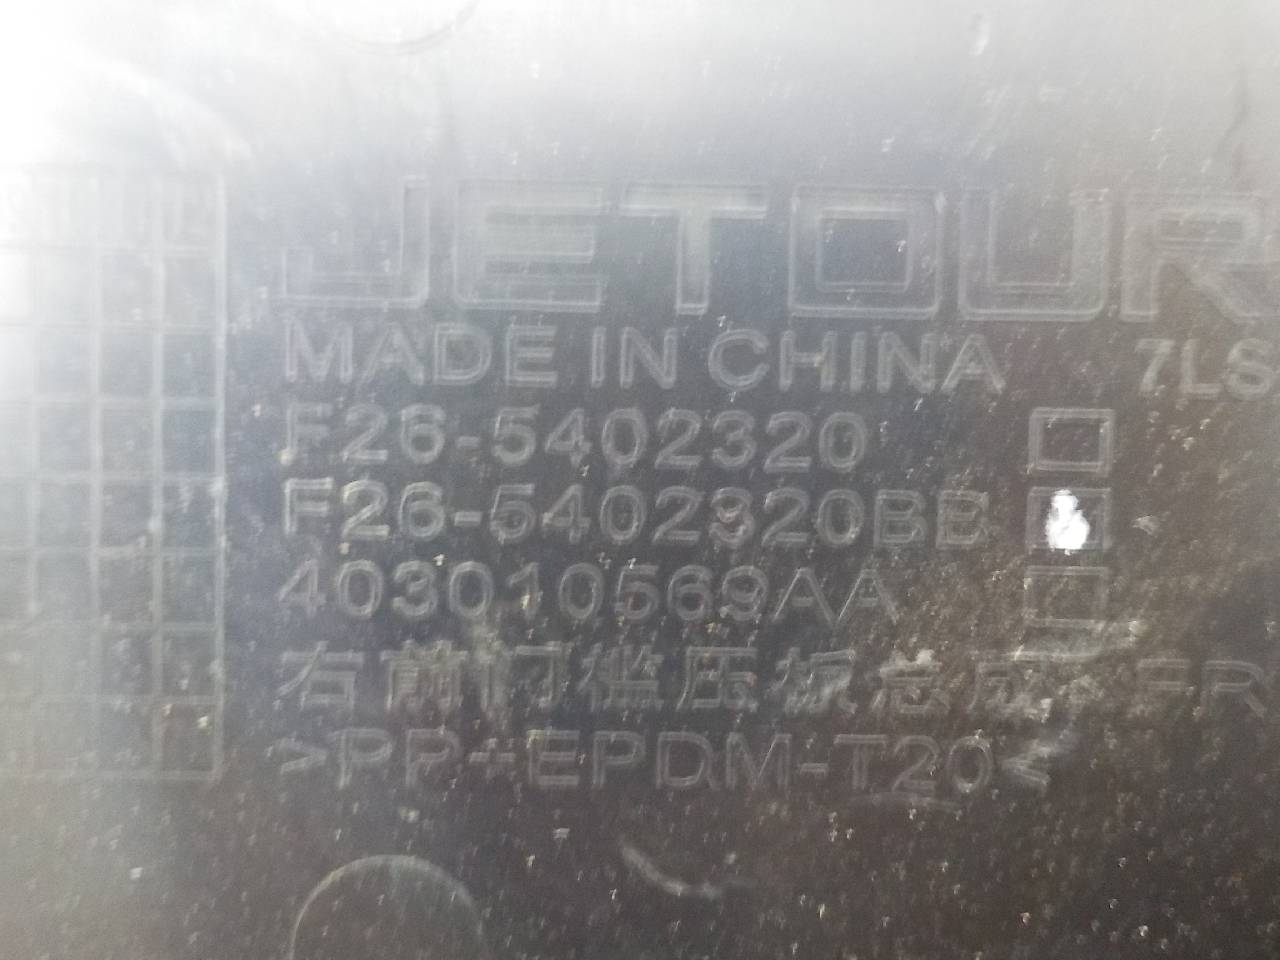 JETOUR
MADE IN CHINA 7LS
F26-5402320
F26-5402320BB
403010569AA
右前门槛压板总成 FR
>PP+EPDM-T20<